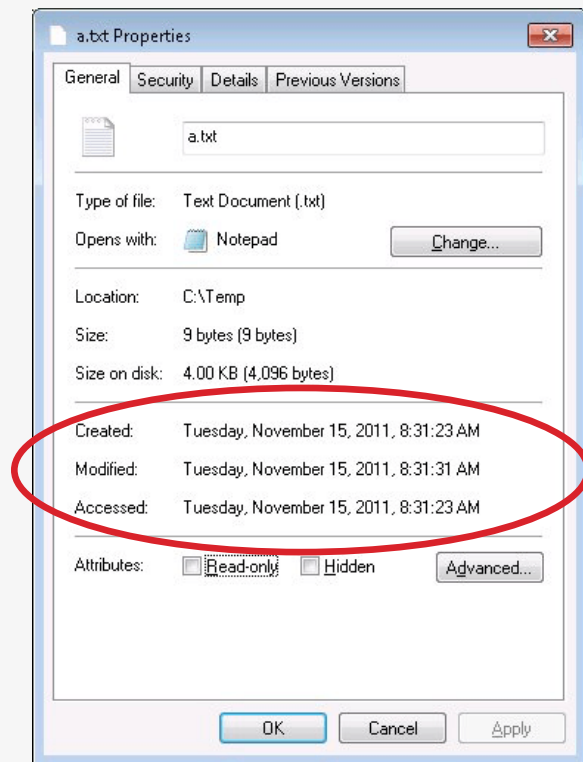 a.txt Properties
General Security Details Previous Versions
a.txt
Type of file: Text Document (.txt)
Opens with: Notepad Change...
Location: C:\Temp
Size: 9 bytes (9 bytes)
Size on disk: 4.00 KB (4,096 bytes)
Created: Tuesday, November 15, 2011, 8:31:23 AM
Modified: Tuesday, November 15, 2011, 8:31:31 AM
Accessed: Tuesday, November 15, 2011, 8:31:23 AM
Attributes: Read-only Hidden Advanced...
OK Cancel Apply